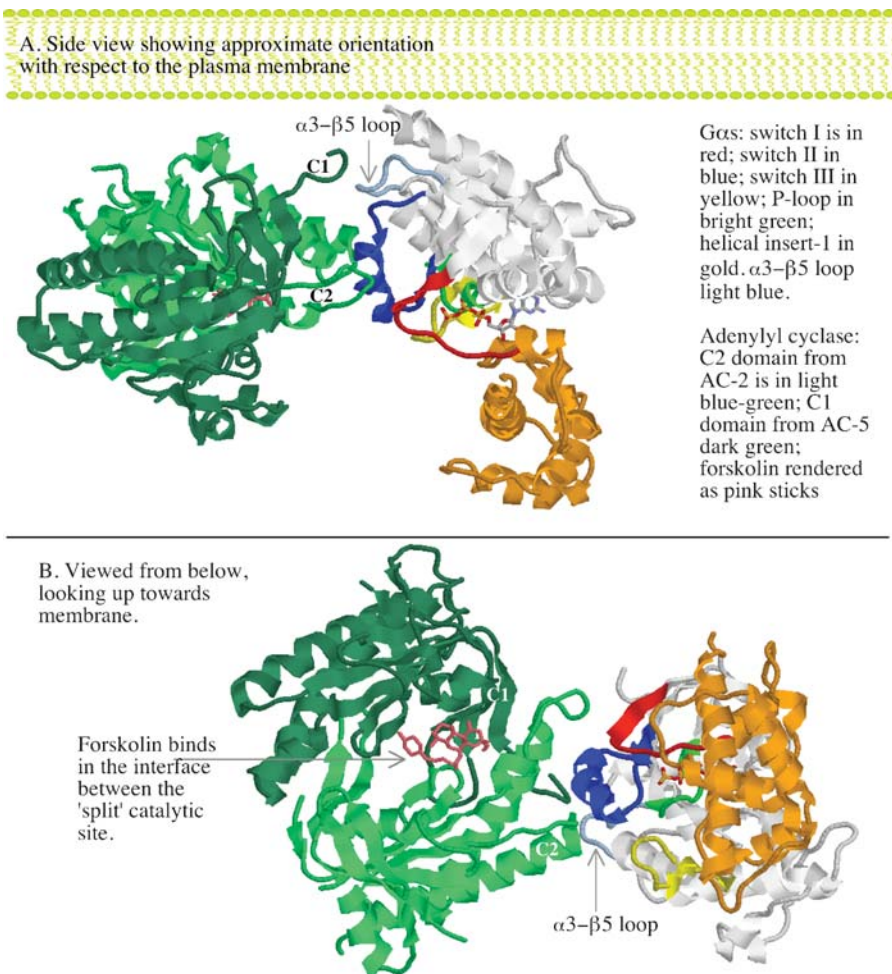 A. Side view showing approximate orientation
with respect to the plasma membrane
α3–β5 loop
C1
C2
Gαs: switch I is in
red; switch II in
blue; switch III in
yellow; P-loop in
bright green;
helical insert-1 in
gold. α3–β5 loop
light blue.
Adenylyl cyclase:
C2 domain from
AC-2 is in light
blue-green; C1
domain from AC-5
dark green;
forskolin rendered
as pink sticks
B. Viewed from below,
looking up towards
membrane.
C1
Forskolin binds
in the interface
between the
'split' catalytic
site.
C2
α3–β5 loop